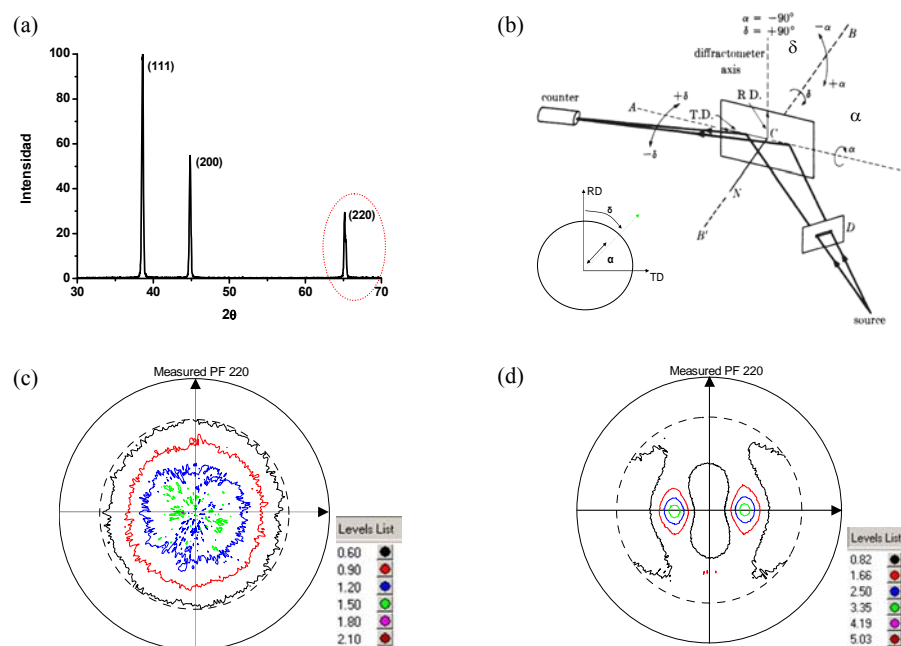 (a)
100
80
60
40
20
0
Intensidad
(111)
(200)
(220)
30 40 50 60 70
2θ
(b)
α = −90°
δ = +90°
δ
B
−α
diffractometer
axis
+α
δ
counter
A
+δ
T.D.
R.D.
C
α
α
−δ
N
B'
D
source
RD
δ
α
TD
(c)
Measured PF 220
Levels List
0.60
0.90
1.20
1.50
1.80
2.10
(d)
Measured PF 220
Levels List
0.82
1.66
2.50
3.35
4.19
5.03